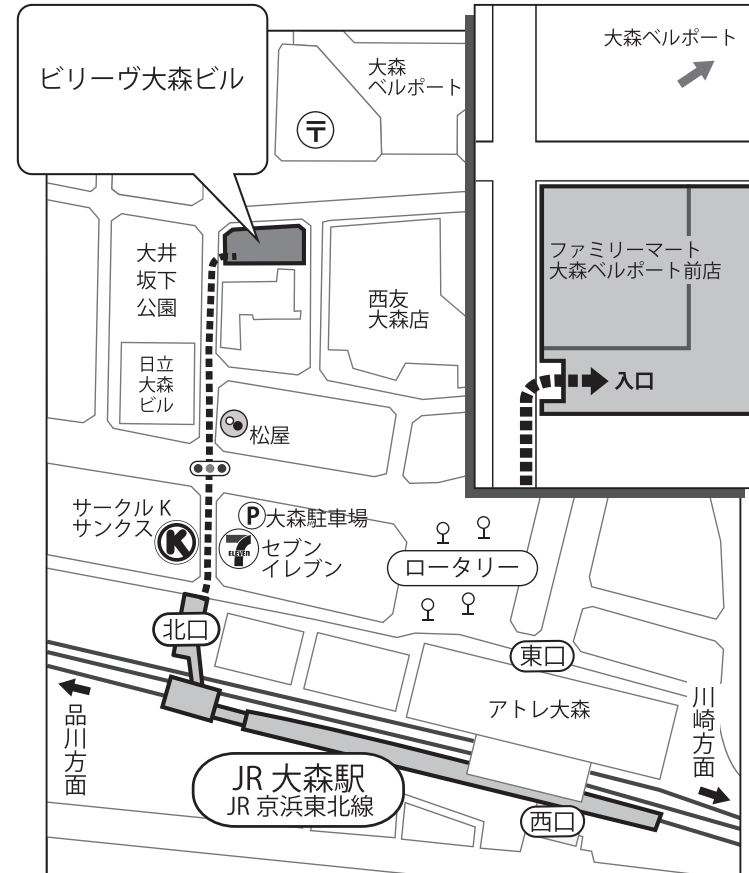 ビリーヴ大森ビル
大森
ベルポート
〒
大森ベルポート
ファミリーマート
大森ベルポート前店
入口
大井
坂下
公園
西友
大森店
日立
大森
ビル
松屋
サークルK
サンクス
K
P大森駐車場
7
ELEVEN
セブン
イレブン
ロータリー
北口
東口
アトレ大森
品川方面
川崎方面
JR 大森駅
JR 京浜東北線
西口